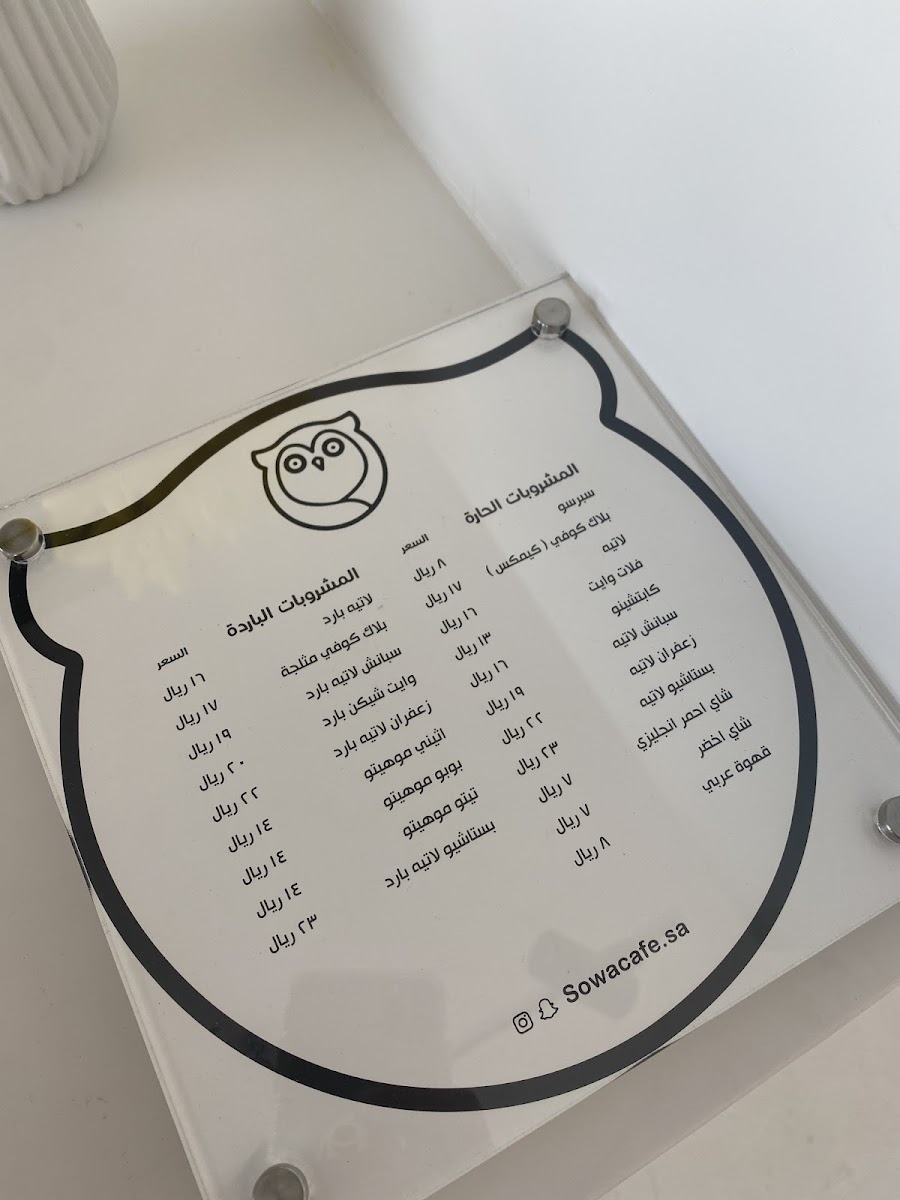 المشروبات الحارة السعر
سبرسو ٨ ريال
بلاك كوفي ( كيمكس ) ١٧ ريال
لاتيه ١٦ ريال
فلات وايت ١٣ ريال
كابتشينو ١٦ ريال
سبانش لاتيه ١٩ ريال
زعفران لاتيه ٢٢ ريال
بستاشيو لاتيه ٢٣ ريال
شاي احمر انجليزي ٧ ريال
شاي اخضر ٧ ريال
قهوة عربي ٨ ريال
المشروبات الباردة السعر
لاتيه بارد ١٦ ريال
بلاك كوفي مثلجة ١٧ ريال
سبانش لاتيه بارد ١٩ ريال
وايت شيكن بارد ٢٠ ريال
زعفران لاتيه بارد ٢٢ ريال
اتيني موهيتو ١٤ ريال
بوبو موهيتو ١٤ ريال
تيتو موهيتو ١٤ ريال
بستاشيو لاتيه بارد ٢٣ ريال
Sowacafe.sa